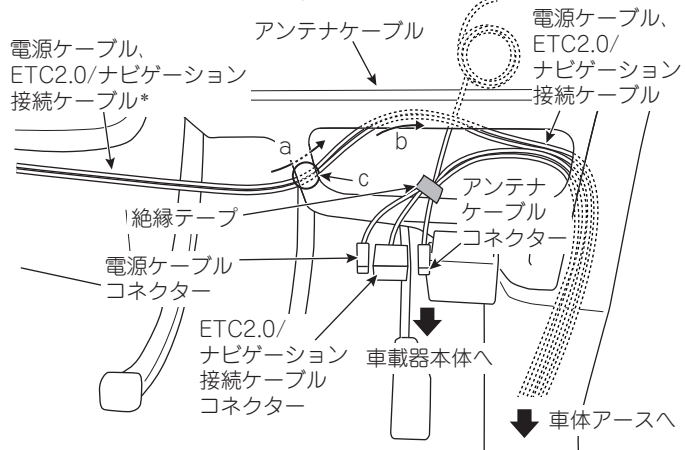 電源ケーブル、
ETC2.0/ナビゲーション
接続ケーブル*
アンテナケーブル
電源ケーブル、
ETC2.0/
ナビゲーション
接続ケーブル
a
b
c
絶縁テープ
アンテナ
ケーブル
コネクター
電源ケーブル
コネクター
ETC2.0/
ナビゲーション
接続ケーブル
コネクター
車載器本体へ
車体アースへ